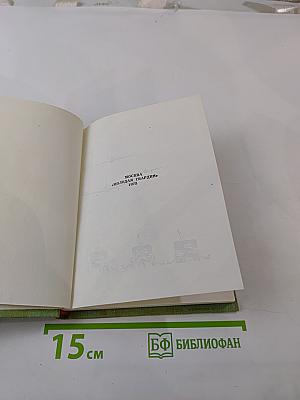 МОСКВА
«МОЛОДАЯ ГВАРДИЯ»
1978
15 см
БФ БИБЛИОФАН